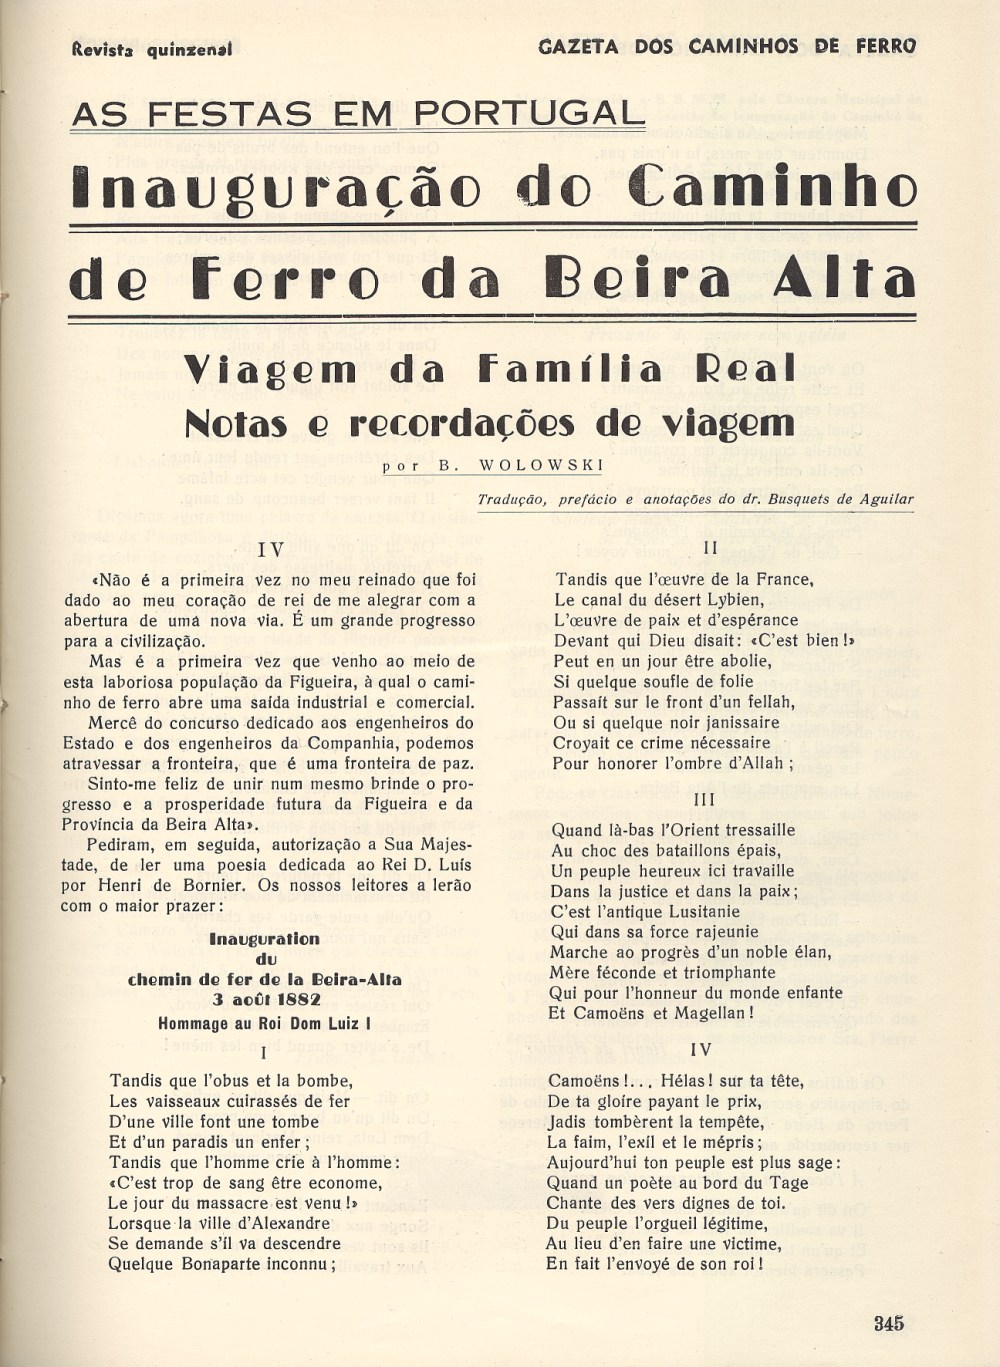 Revista quinzenal
GAZETA DOS CAMINHOS DE FERRO
AS FESTAS EM PORTUGAL
Inauguração do Caminho
de Ferro da Beira Alta
Viagem da Família Real
Notas e recordações de viagem
por B. WOLOWSKI
Tradução, prefácio e anotações do dr. Busquets de Aguilar
IV
«Não é a primeira vez no meu reinado que foi
dado ao meu coração de rei de me alegrar com a
abertura de uma nova via. É um grande progresso
para a civilização.
Mas é a primeira vez que venho ao meio de
esta laboriosa população da Figueira, à qual o cami-
nho de ferro abre uma saída industrial e comercial.
Mercê do concurso dedicado aos engenheiros do
Estado e dos engenheiros da Companhia, podemos
atravessar a fronteira, que é uma fronteira de paz.
Sinto-me feliz de unir num mesmo brinde o pro-
gresso e a prosperidade futura da Figueira e da
Província da Beira Alta».
Pediram, em seguida, autorização a Sua Majes-
tade, de ler uma poesia dedicada ao Rei D. Luís
por Henri de Bornier. Os nossos leitores a lerão
com o maior prazer:
Inauguration
du
chemin de fer de la Beira-Alta
3 août 1882
Hommage au Roi Dom Luiz I
I
Tandis que l'obus et la bombe,
Les vaisseaux cuirassés de fer
D'une ville font une tombe
Et d'un paradis un enfer;
Tandis que l'homme crie à l'homme:
«C'est trop de sang être econome,
Le jour du massacre est venu!»
Lorsque la ville d'Alexandre
Se demande s'il va descendre
Quelque Bonaparte inconnu;
II
Tandis que l'œuvre de la France,
Le canal du désert Lybien,
L'œuvre de paix et d'espérance
Devant qui Dieu disait: «C'est bien!»
Peut en un jour être abolie,
Si quelque soufle de folie
Passait sur le front d'un fellah,
Ou si quelque noir janissaire
Croyait ce crime nécessaire
Pour honorer l'ombre d'Allah;
III
Quand là-bas l'Orient tressaille
Au choc des bataillons épais,
Un peuple heureux ici travaille
Dans la justice et dans la paix;
C'est l'antique Lusitanie
Qui dans sa force rajeunie
Marche ao progrès d'un noble élan,
Mère féconde et triomphante
Qui pour l'honneur du monde enfante
Et Camoëns et Magellan!
IV
Camoëns!... Hélas! sur ta tête,
De ta gloire payant le prix,
Jadis tombèrent la tempête,
La faim, l'exil et le mépris;
Aujourd'hui ton peuple est plus sage:
Quand un poète au bord du Tage
Chante des vers dignes de toi.
Du peuple l'orgueil légitime,
Au lieu d'en faire une victime,
En fait l'envoyé de son roi!
345